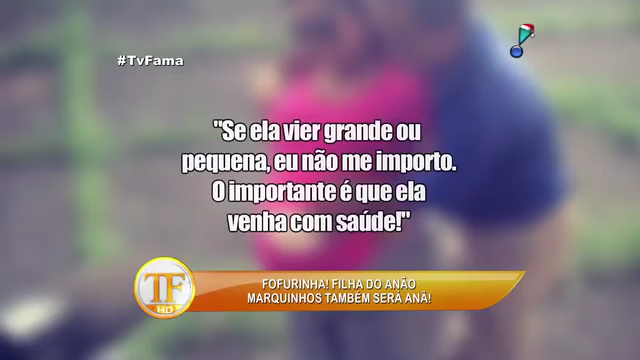 #TvFama
"Se ela vier grande ou
pequena, eu não me importo.
O importante é que ela
venha com saúde!"
TF
HD
FOFURINHA! FILHA DO ANÃO
MARQUINHOS TAMBÉM SERÁ ANÃ!